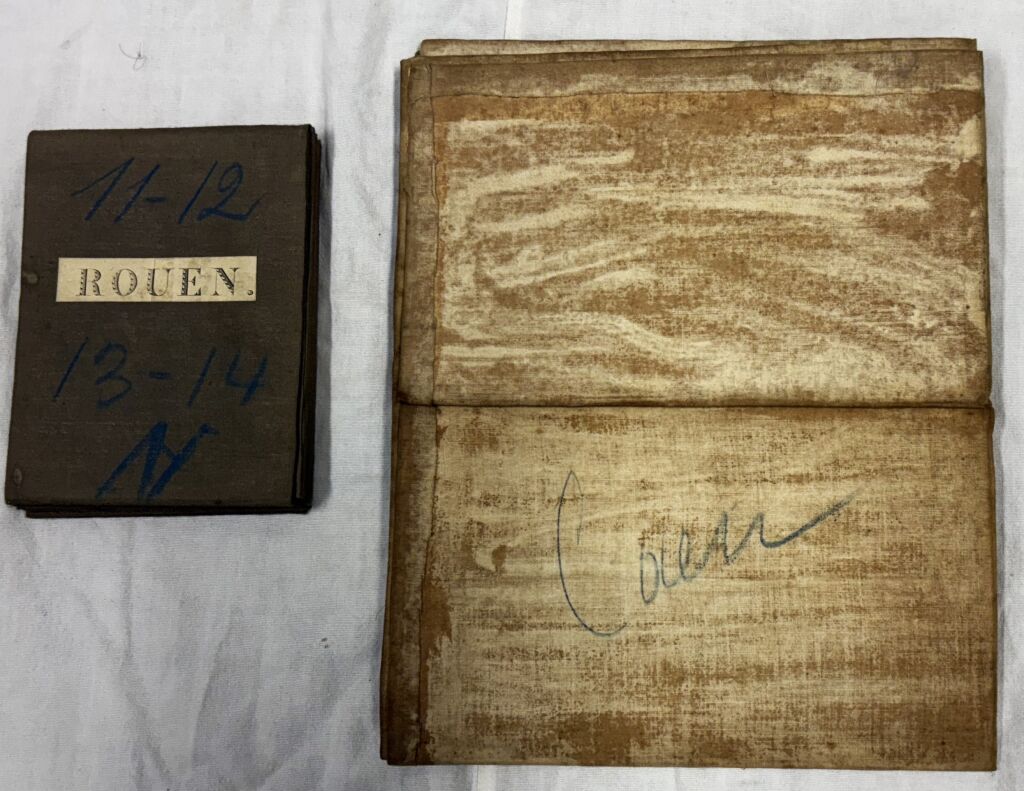 11-12
ROUEN.
13-14
N
Caen